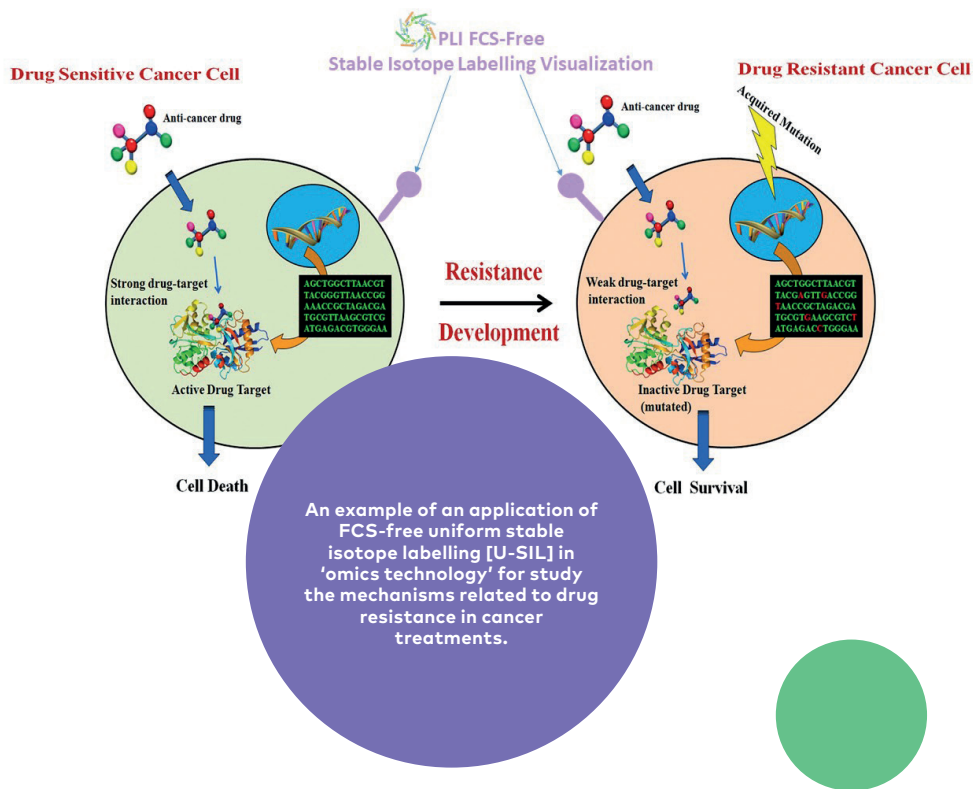 PLI FCS-Free
Stable Isotope Labelling Visualization
Drug Sensitive Cancer Cell
Anti-cancer drug
Strong drug-target
interaction
AGCTGGCTTAACGT
TACGGGTTAACCGG
AAACCGCTAGACGA
TGCGTTAAGCGTCG
ATGAGACGTGGGAA
Active Drug Target
Cell Death
Resistance
Development
Drug Resistant Cancer Cell
Anti-cancer drug
Acquired Mutation
Weak drug-target
interaction
AGCTGGCTTAACGT
TACGAGTTGACCGG
TAACCGCTAGACGA
TGCGTGAAGCGTCT
ATGAGACCTGGGAA
Inactive Drug Target
(mutated)
Cell Survival
An example of an application of
FCS-free uniform stable
isotope labelling [U-SIL] in
‘omics technology’ for study
the mechanisms related to drug
resistance in cancer
treatments.